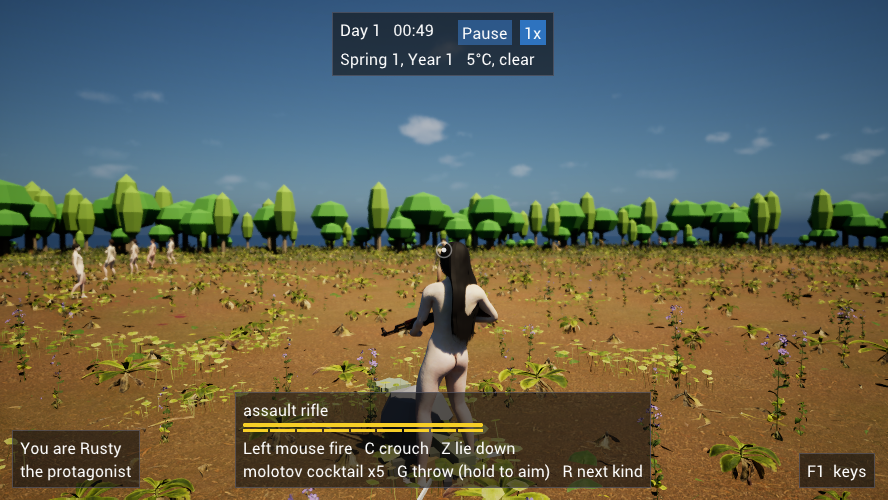 Day 1 00:49 Pause 1x
Spring 1, Year 1 5°C, clear
assault rifle
Left mouse fire C crouch Z lie down
molotov cocktail x5 G throw (hold to aim) R next kind
You are Rusty
the protagonist
F1 keys